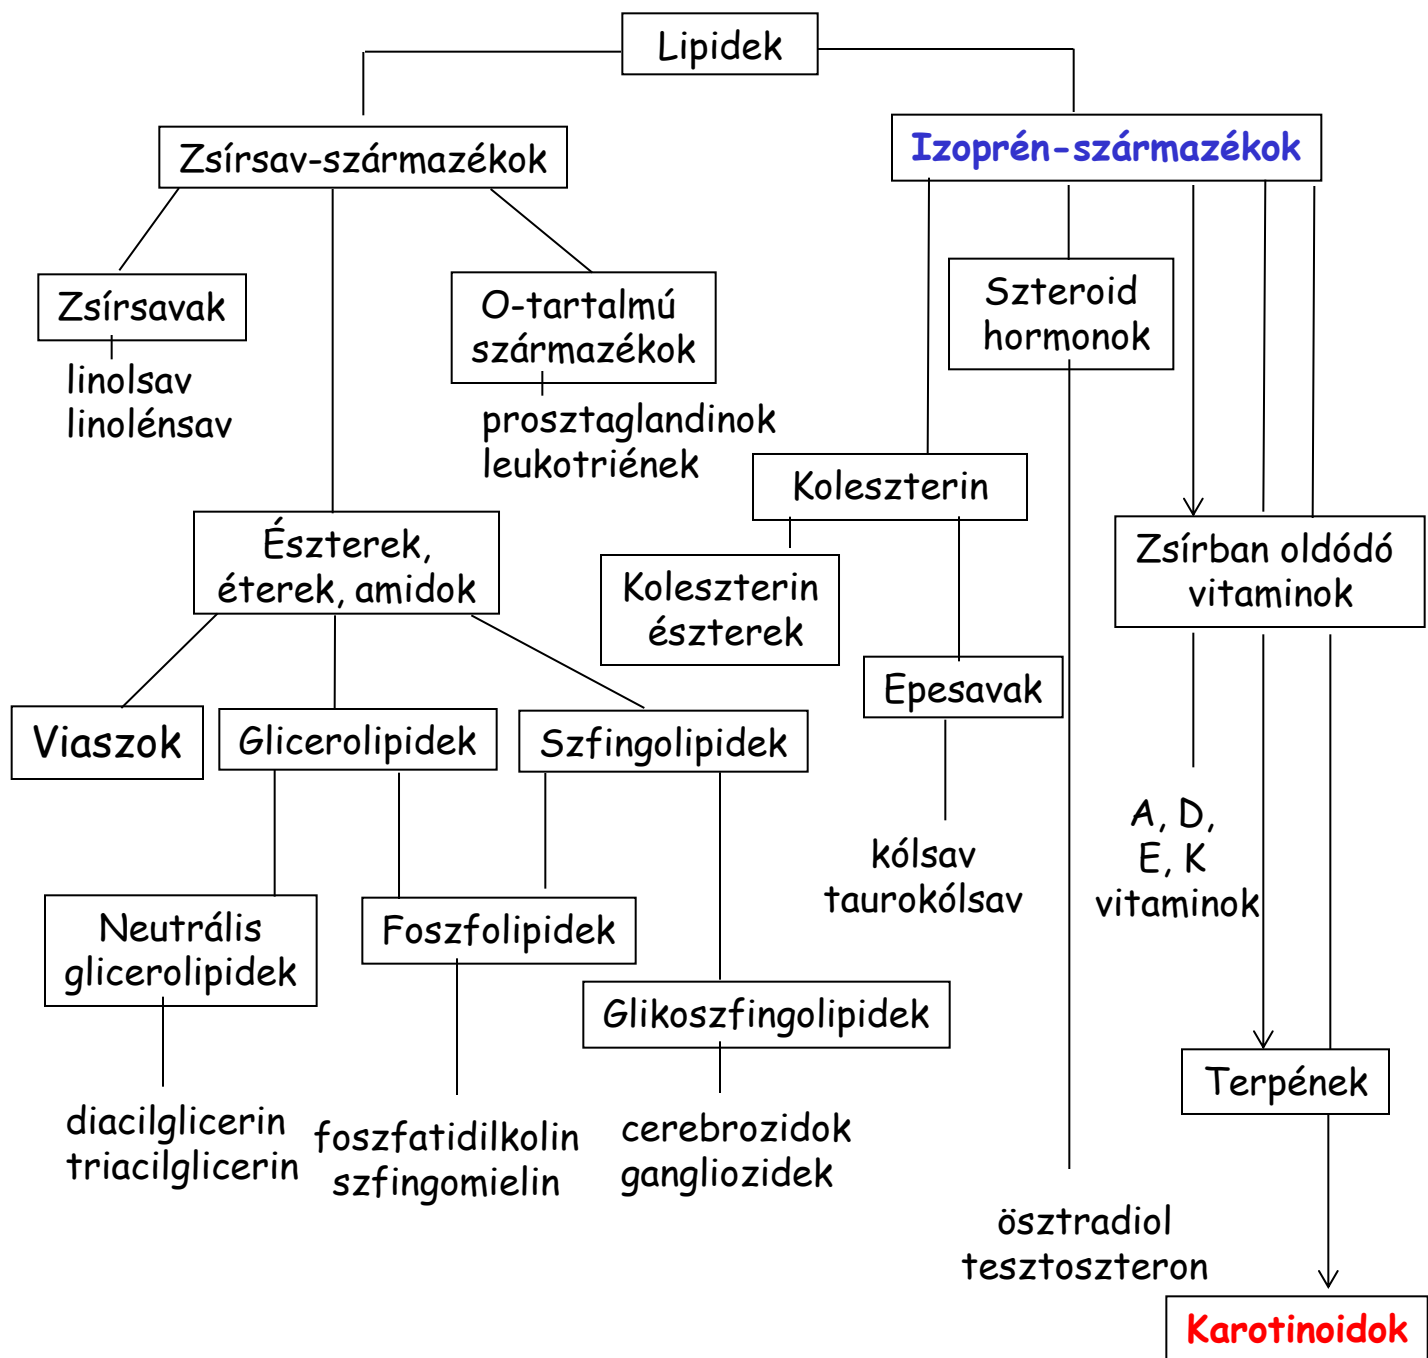 Lipidek
Zsírsav-származékok
Izoprén-származékok
Zsírsavak
linolsav
linolénsav
O-tartalmú
származékok
prosztaglandinok
leukotriének
Szteroid
hormonok
Koleszterin
Észterek,
éterek, amidok
Koleszterin
észterek
Zsírban oldódó
vitaminok
Epesavak
Viaszok
Glicerolipidek
Szfingolipidek
A, D,
E, K
vitaminok
kólsav
taurokólsav
Neutrális
glicerolipidek
Foszfolipidek
Glikoszfingolipidek
Terpének
diacilglicerin
triacilglicerin
foszfatidilkolin
szfingomielin
cerebrozidok
gangliozidek
ösztradiol
tesztoszteron
Karotinoidok